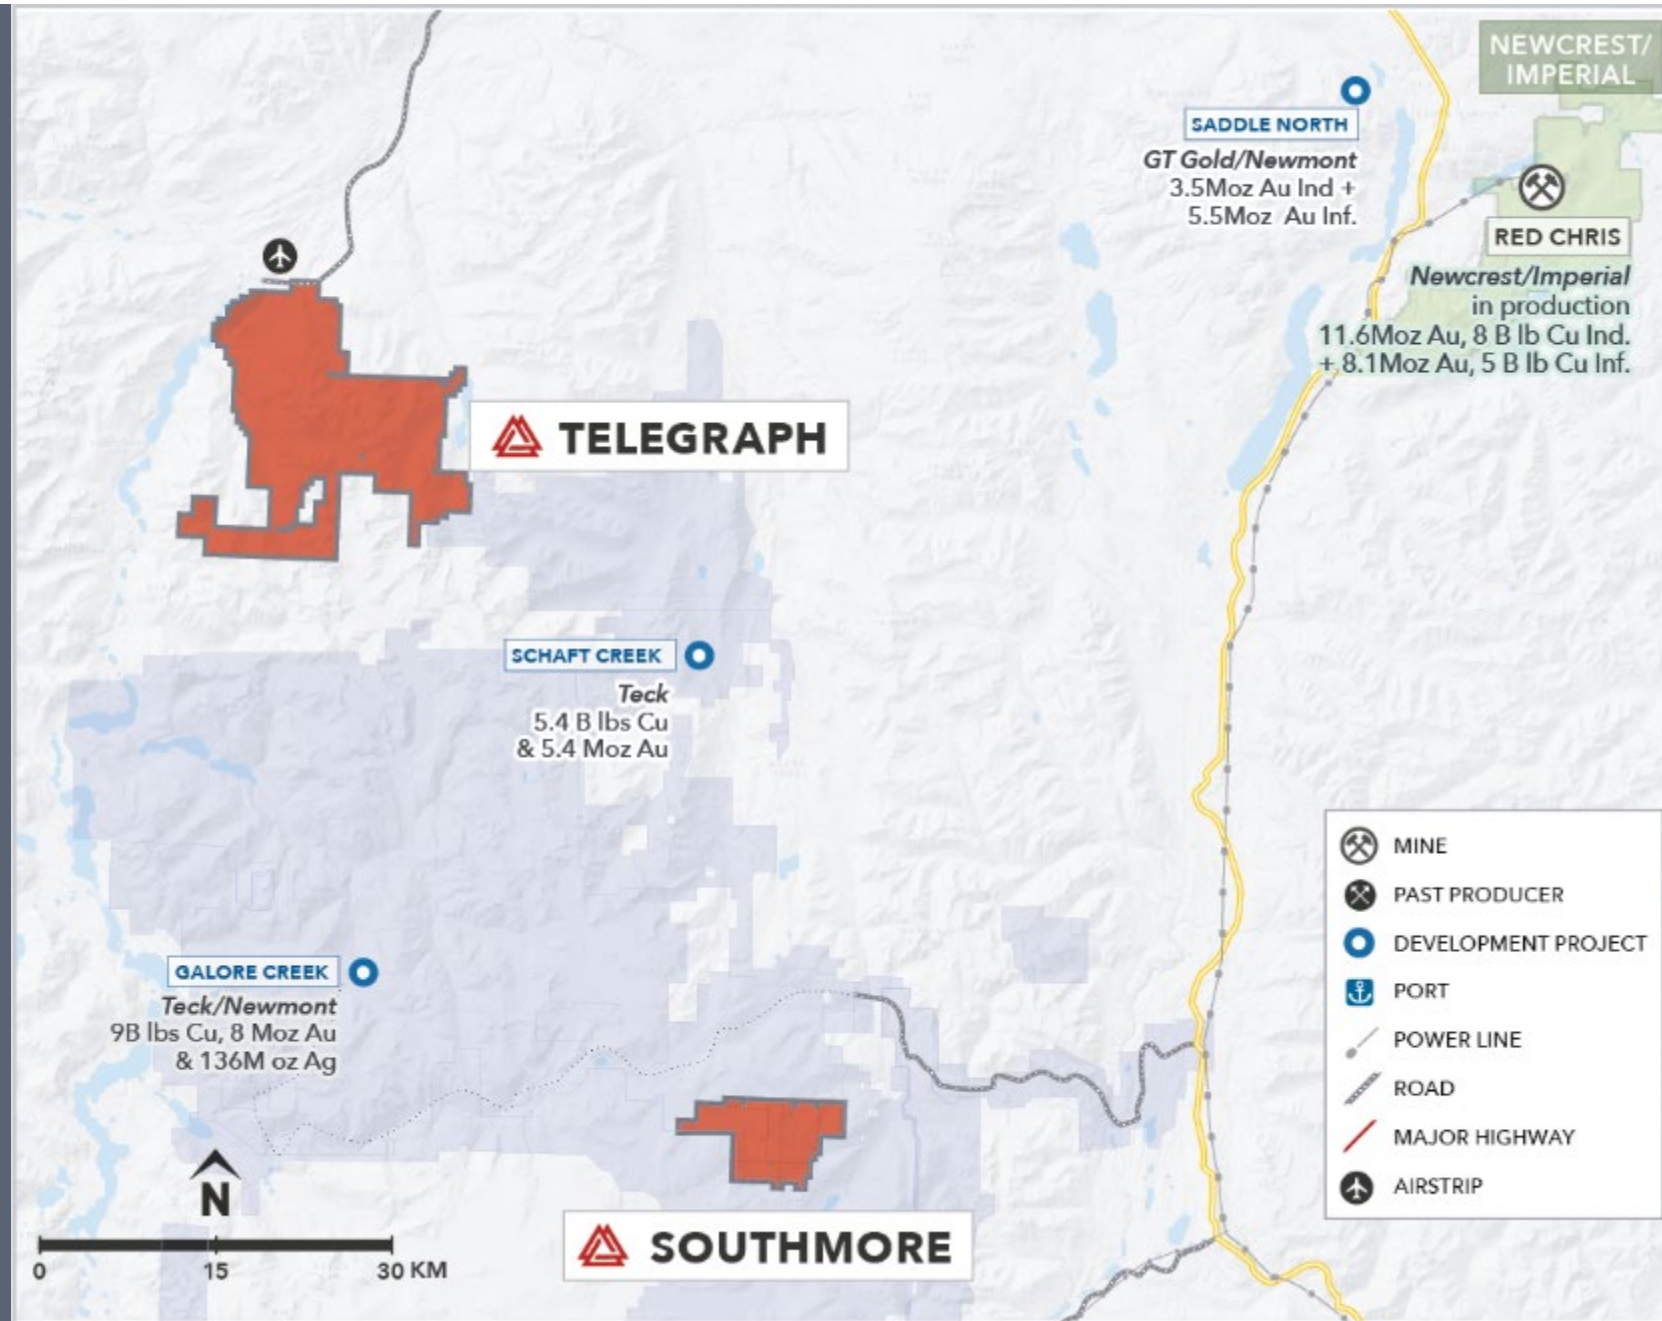 NEWCREST/
IMPERIAL
SADDLE NORTH
GT Gold/Newmont
3.5Moz Au Ind +
5.5Moz Au Inf.
RED CHRIS
Newcrest/Imperial
in production
11.6Moz Au, 8 B lb Cu Ind.
+ 8.1Moz Au, 5 B lb Cu Inf.
TELEGRAPH
SCHAFT CREEK
Teck
5.4 B lbs Cu
& 5.4 Moz Au
GALORE CREEK
Teck/Newmont
9B lbs Cu, 8 Moz Au
& 136M oz Ag
N
0 15 30 KM
SOUTHMORE
MINE
PAST PRODUCER
DEVELOPMENT PROJECT
PORT
POWER LINE
ROAD
MAJOR HIGHWAY
AIRSTRIP